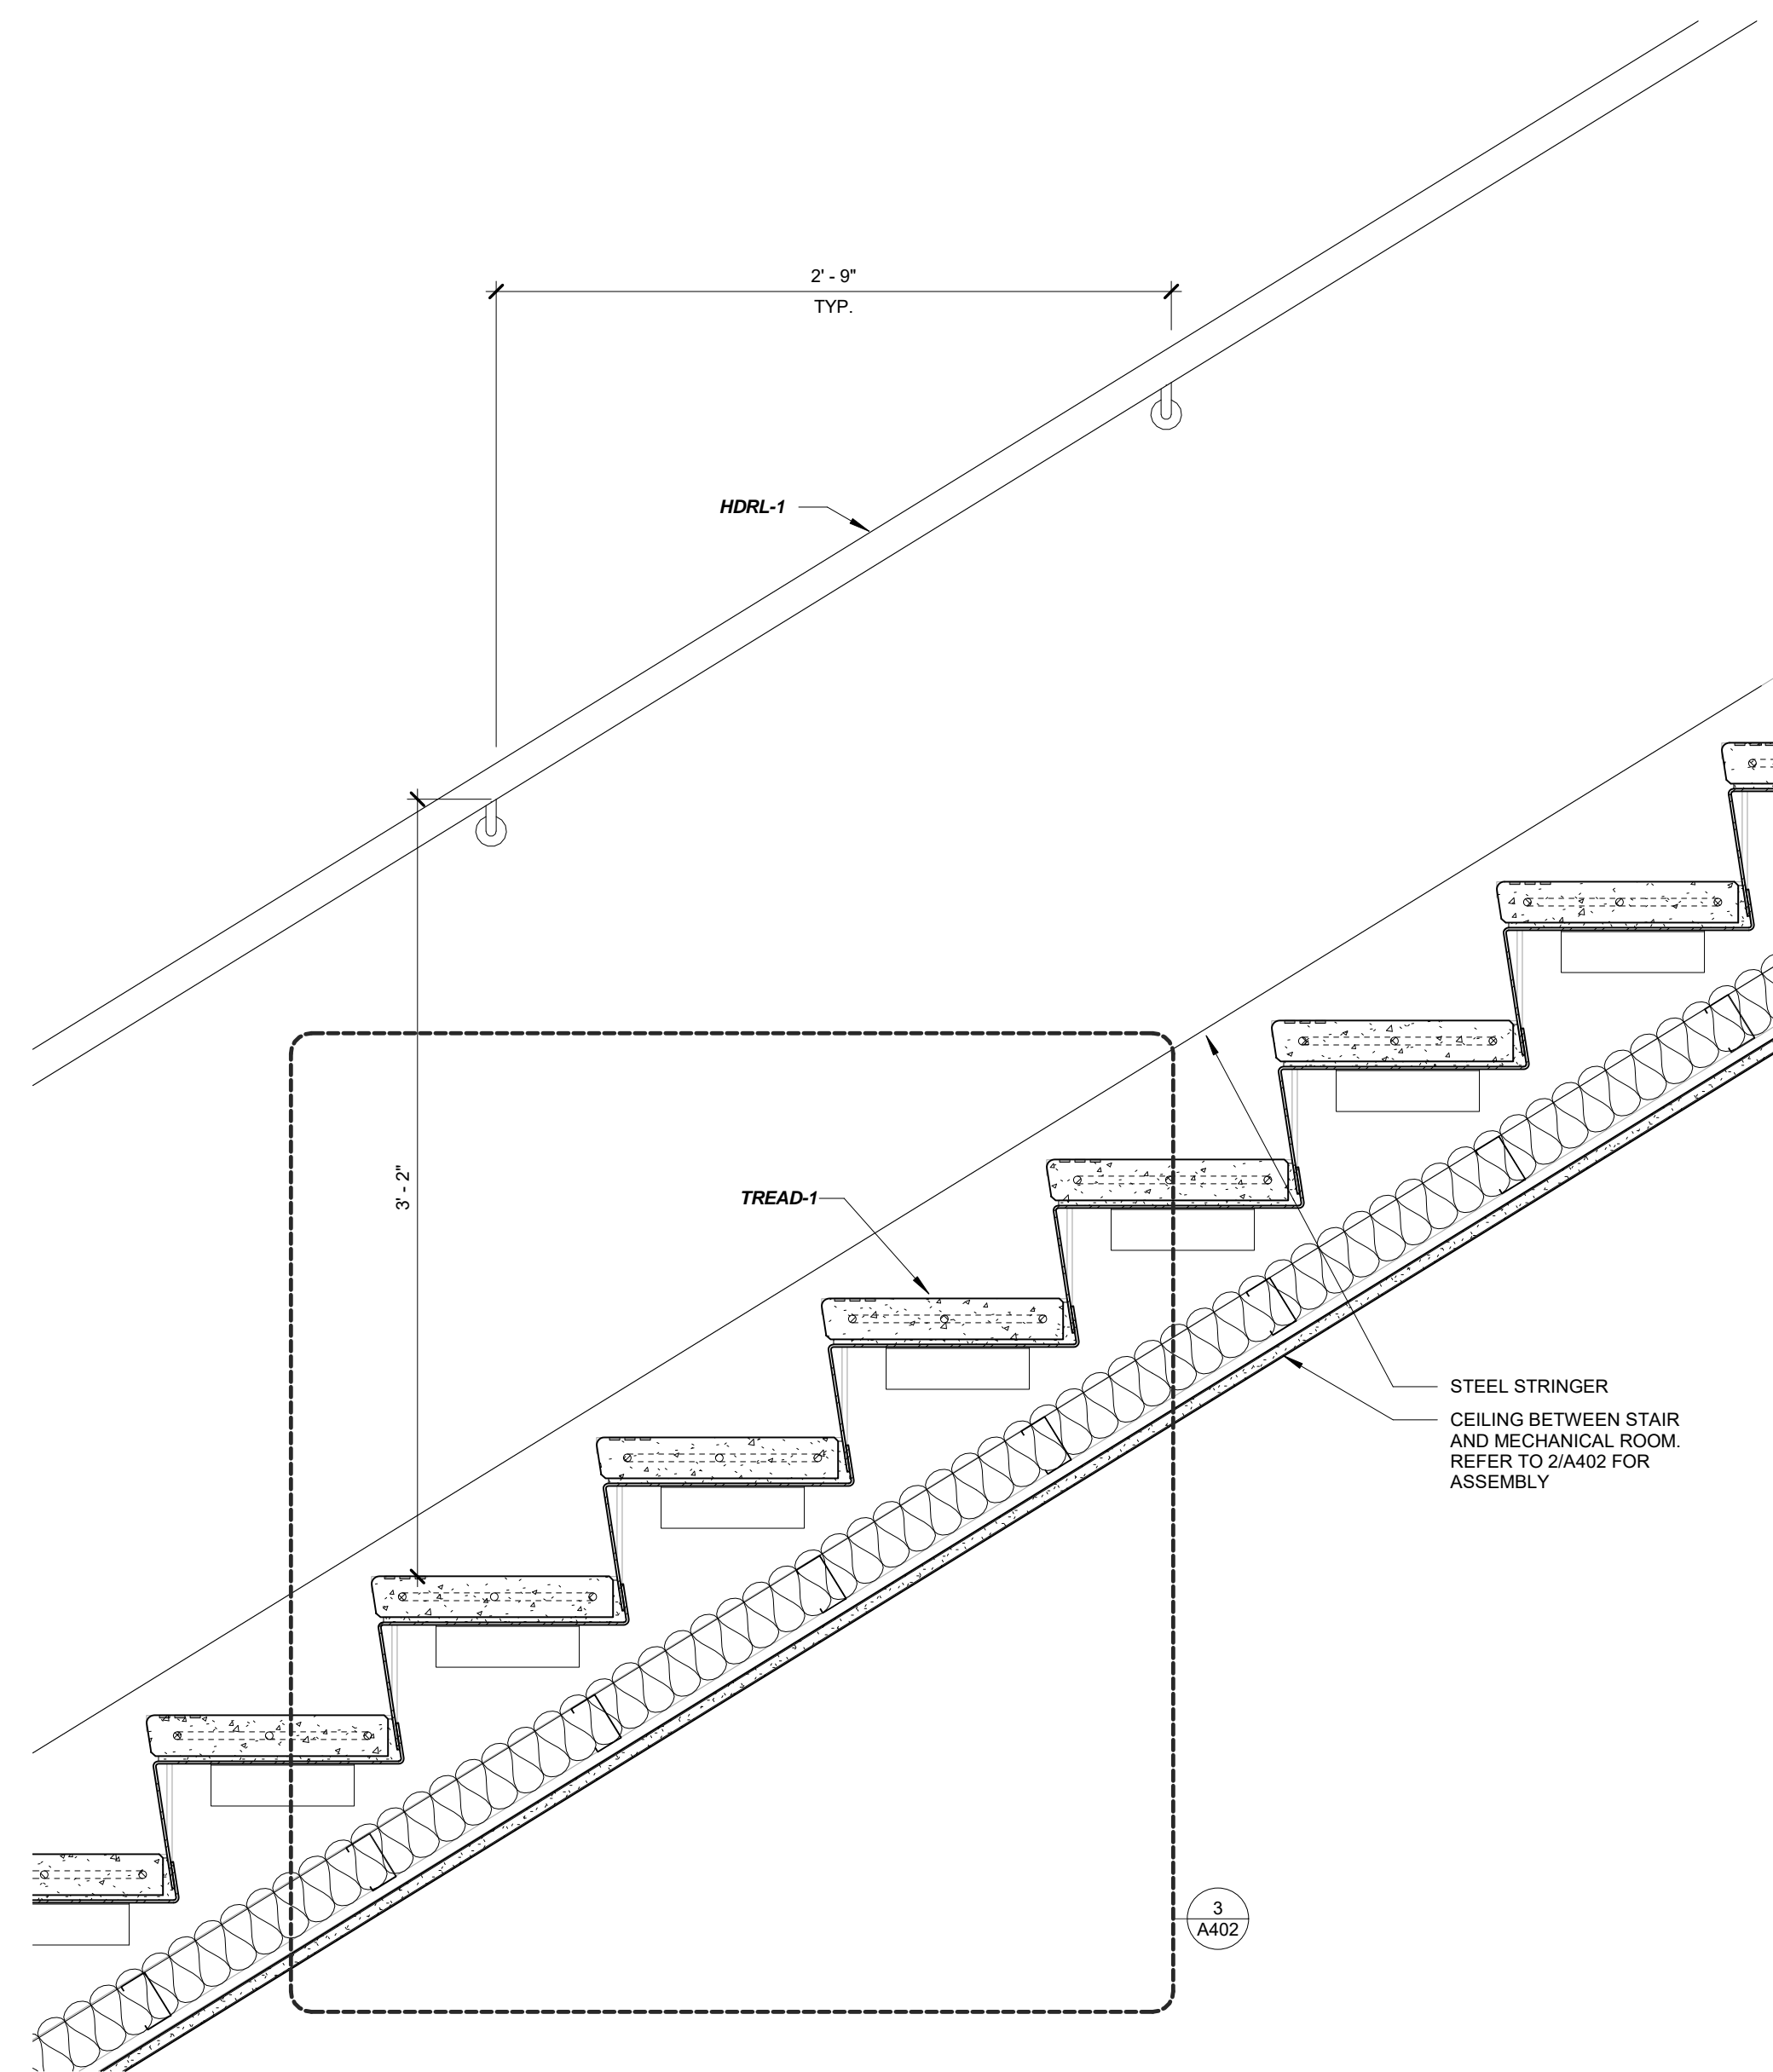 2' - 9"
TYP.
HDRL-1
3' - 2"
TREAD-1
STEEL STRINGER
CEILING BETWEEN STAIR
AND MECHANICAL ROOM.
REFER TO 2/A402 FOR
ASSEMBLY
3
A402